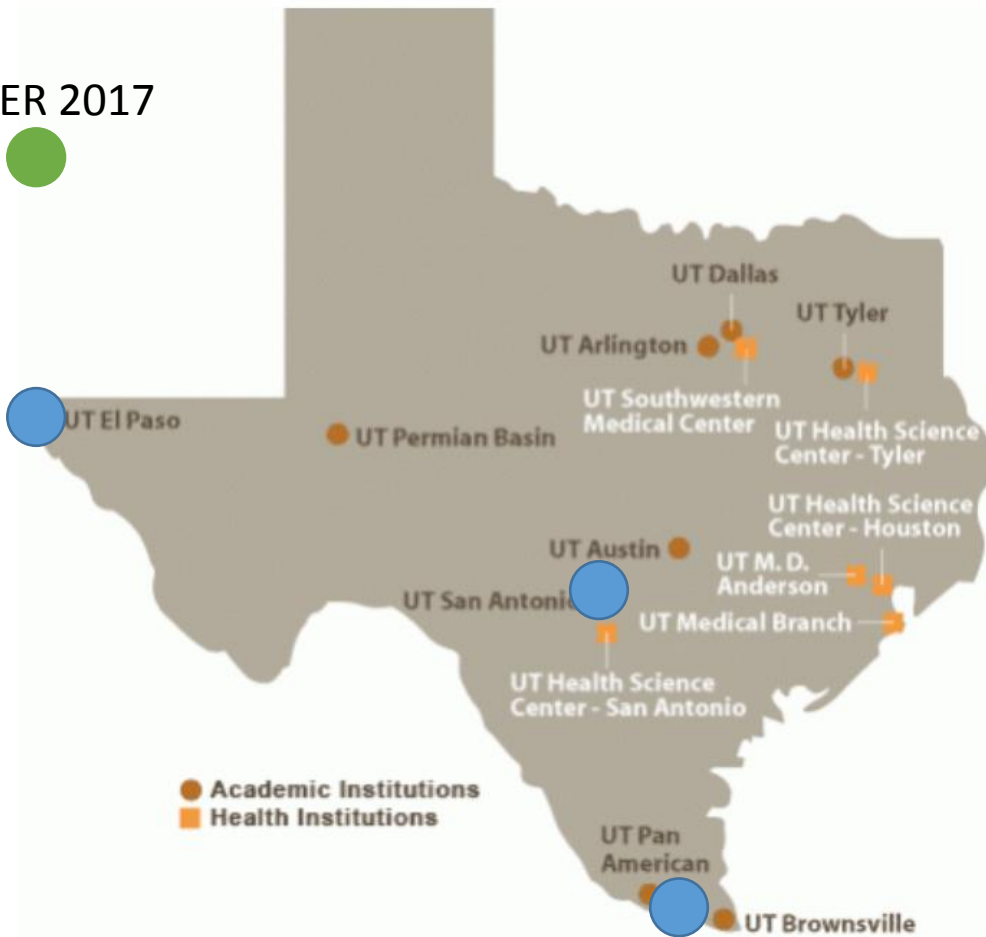 ER 2017
UT Dallas
UT Tyler
UT Arlington
UT Southwestern
Medical Center
UT Health Science
Center - Tyler
UT El Paso
UT Permian Basin
UT Health Science
Center - Houston
UT Austin
UT M. D.
Anderson
UT San Antonio
UT Medical Branch
UT Health Science
Center - San Antonio
Academic Institutions
Health Institutions
UT Pan
American
UT Brownsville